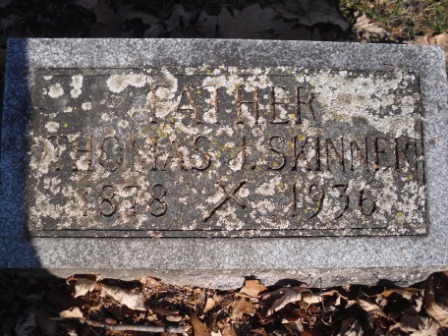 FATHER
THOMAS J. SKINNER
1878 X 1936